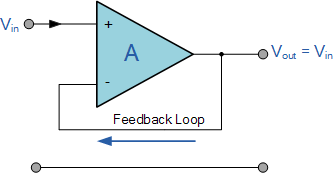 Vin
+
A
-
Vout = Vin
Feedback Loop